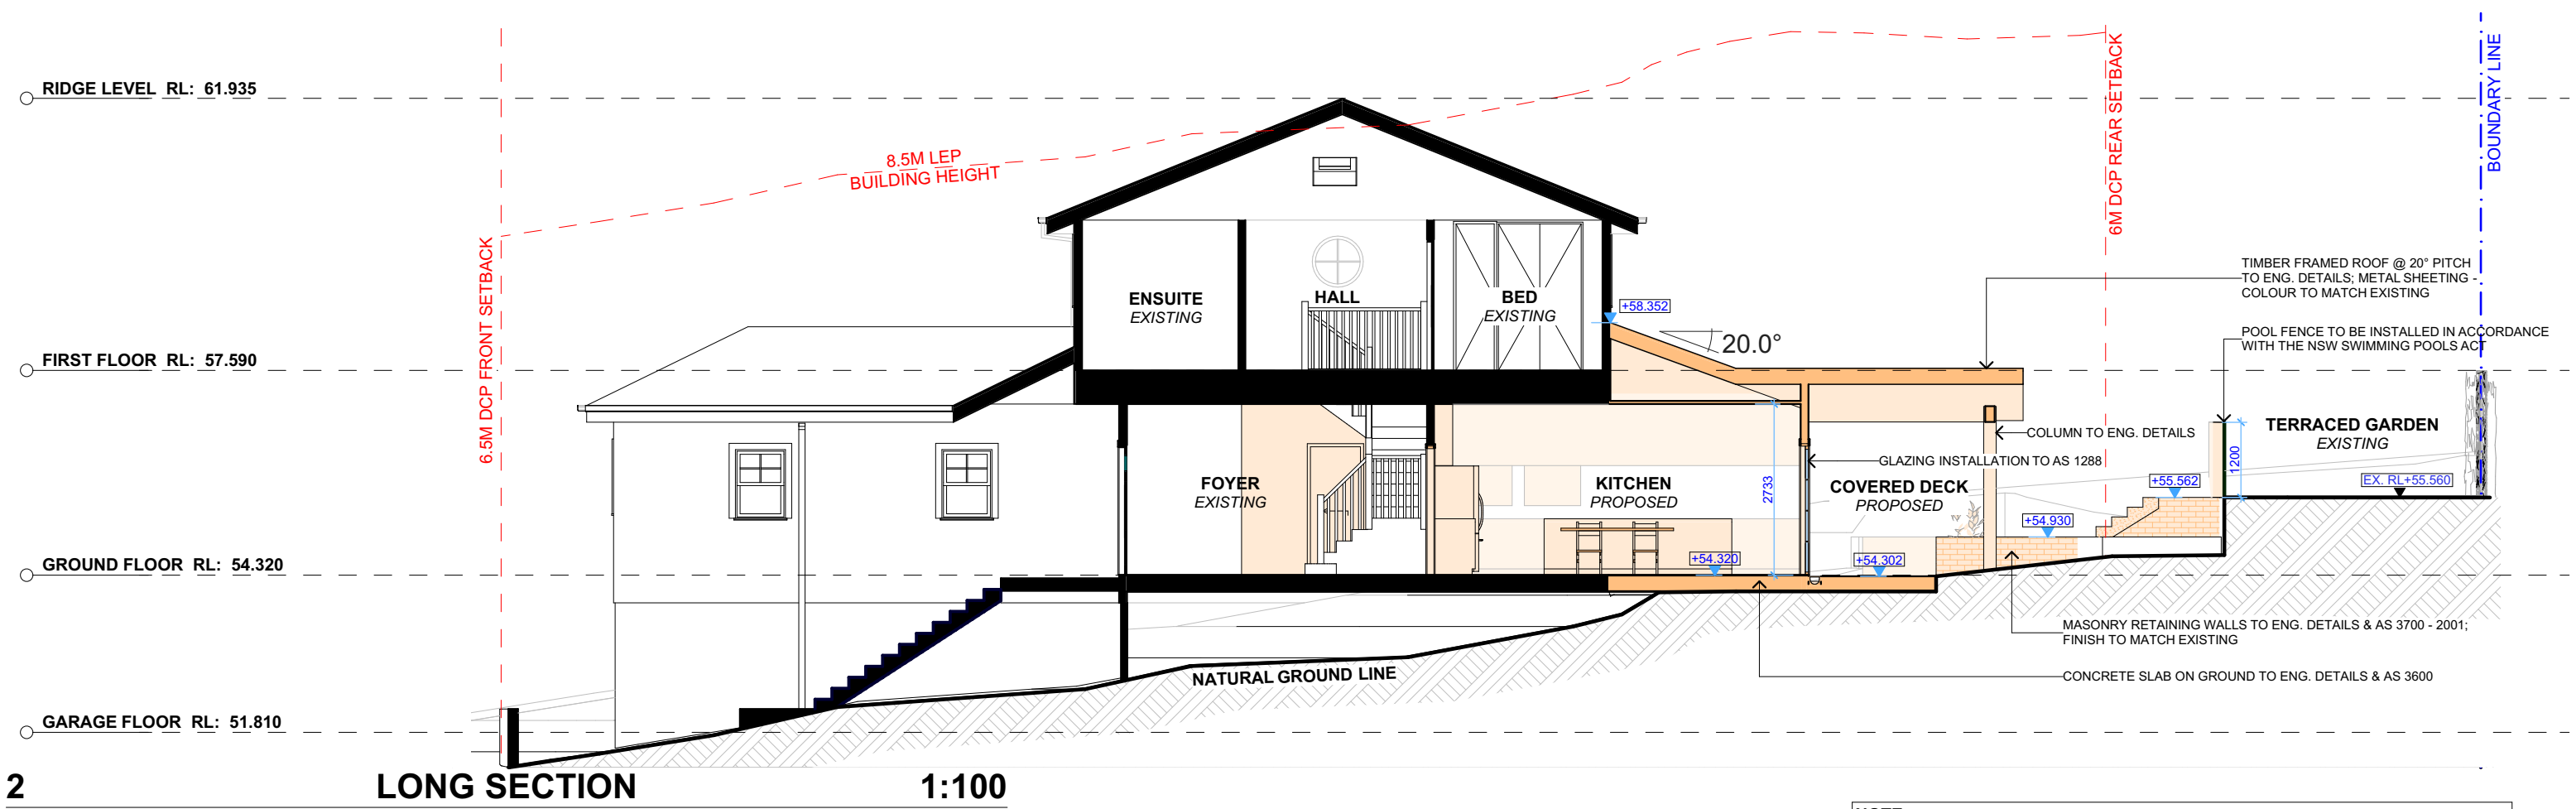 RIDGE LEVEL RL: 61.935
FIRST FLOOR RL: 57.590
GROUND FLOOR RL: 54.320
GARAGE FLOOR RL: 51.810
6.5M DCP FRONT SETBACK
8.5M LEP
BUILDING HEIGHT
ENSUITE
EXISTING
HALL
BED
EXISTING
+58.352
20.0°
6M DCP REAR SETBACK
BOUNDARY LINE
TIMBER FRAMED ROOF @ 20° PITCH
TO ENG. DETAILS; METAL SHEETING -
COLOUR TO MATCH EXISTING
POOL FENCE TO BE INSTALLED IN ACCORDANCE
WITH THE NSW SWIMMING POOLS ACT
TERRACED GARDEN
EXISTING
COLUMN TO ENG. DETAILS
GLAZING INSTALLATION TO AS 1288
1200
FOYER
EXISTING
KITCHEN
PROPOSED
2733
COVERED DECK
PROPOSED
+55.562
EX. RL+55.560
+54.930
+54.320
+54.302
MASONRY RETAINING WALLS TO ENG. DETAILS & AS 3700 - 2001;
FINISH TO MATCH EXISTING
CONCRETE SLAB ON GROUND TO ENG. DETAILS & AS 3600
NATURAL GROUND LINE
2 LONG SECTION 1:100